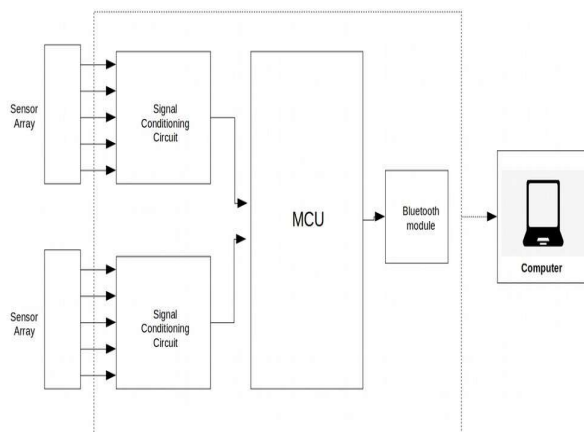 Sensor
Array
Signal
Conditioning
Circuit
MCU
Bluetooth
module
Computer
Sensor
Array
Signal
Conditioning
Circuit